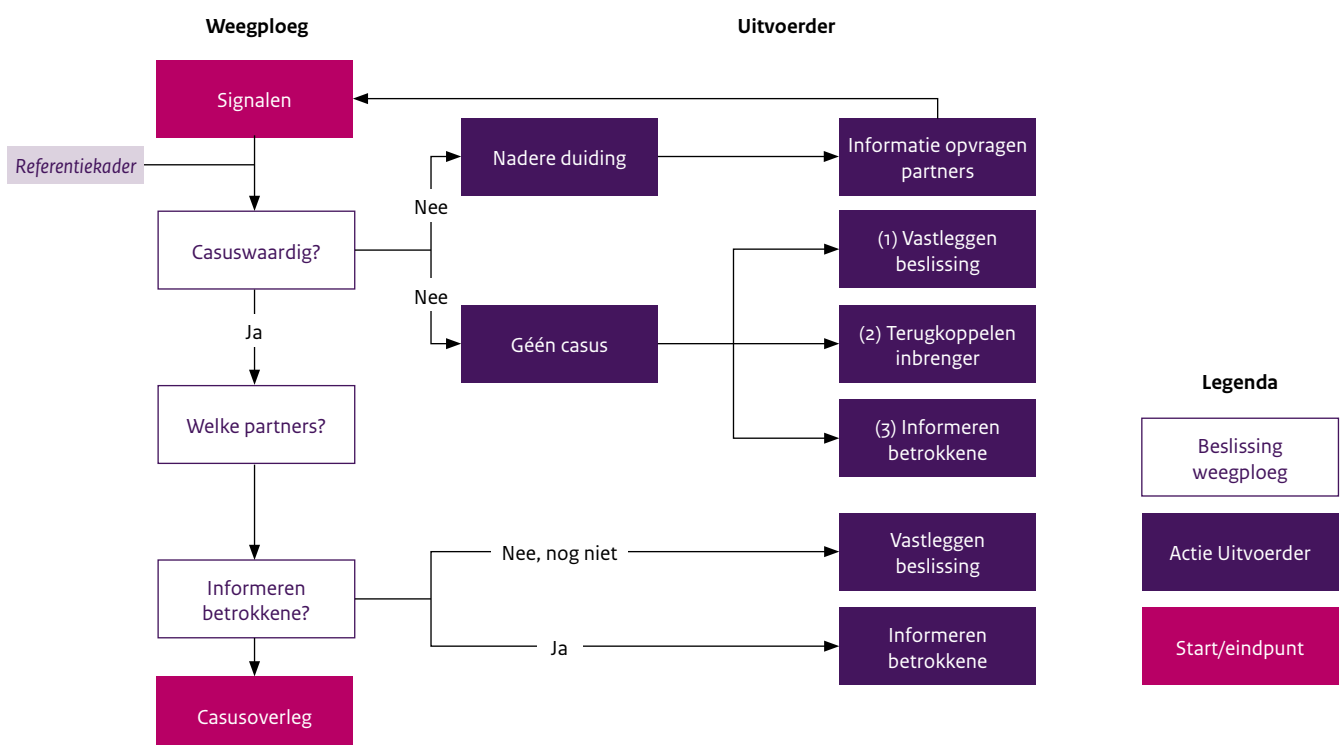 Weegploeg
Uitvoerder
Signalen
Referentiekader
Nee
Nadere duiding
Informatie opvragen
partners
Casuswaardig?
(1) Vastleggen
beslissing
Nee
Géén casus
(2) Terugkoppelen
inbrenger
(3) Informeren
betrokkene
Ja
Welke partners?
Informeren
betrokkene?
Nee, nog niet
Vastleggen
beslissing
Ja
Informeren
betrokkene
Casusoverleg
Legenda
Beslissing
weegploeg
Actie Uitvoerder
Start/eindpunt